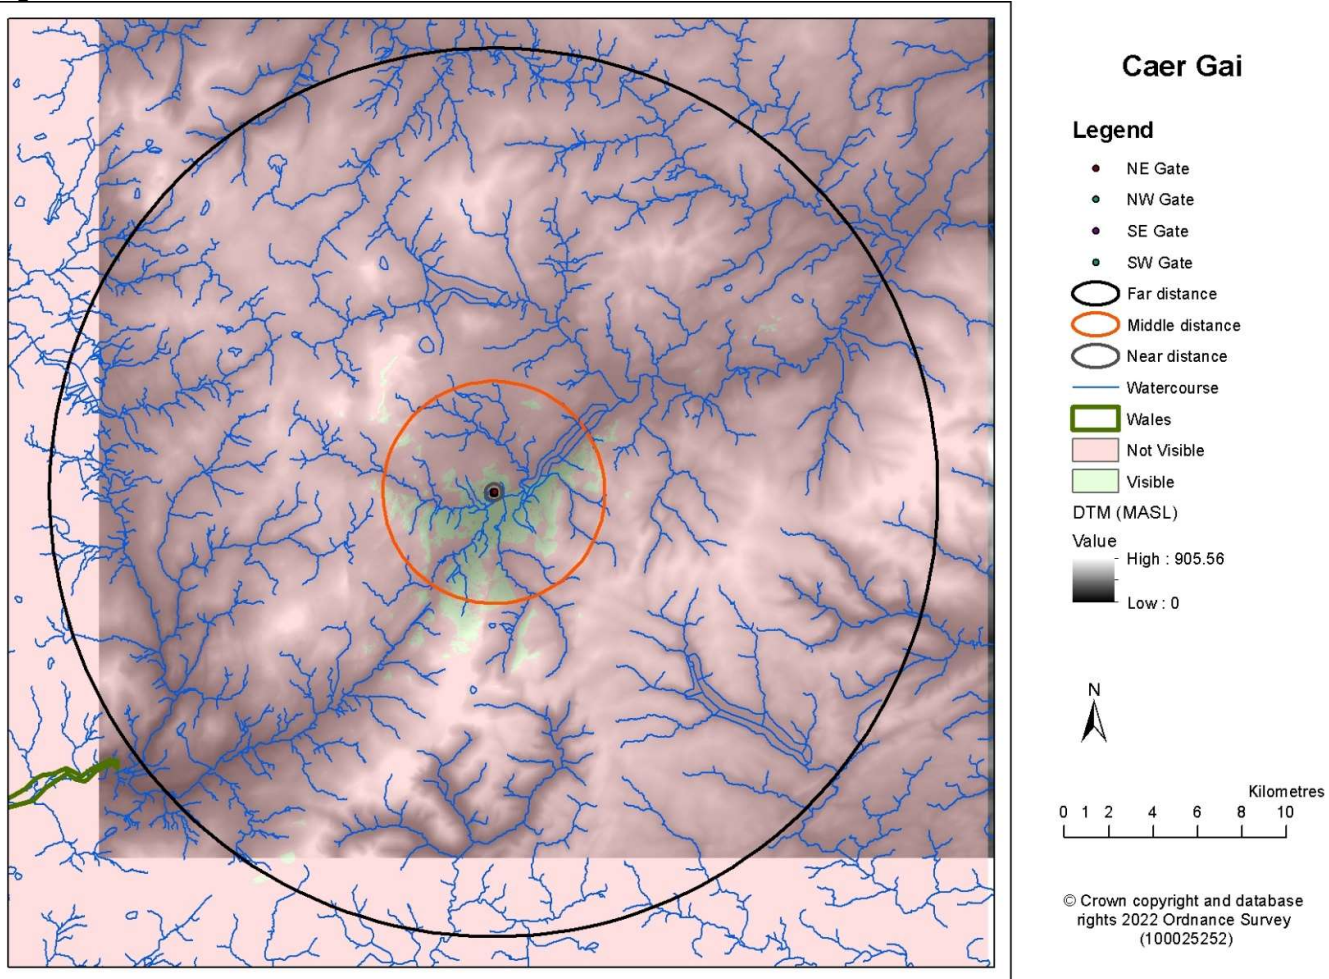 Caer Gai
Legend
NE Gate
NW Gate
SE Gate
SW Gate
Far distance
Middle distance
Near distance
Watercourse
Wales
Not Visible
Visible
DTM (MASL)
Value
High : 905.56
Low : 0
N
Kilometres
0 1 2 4 6 8 10
© Crown copyright and database
rights 2022 Ordnance Survey
(100025252)